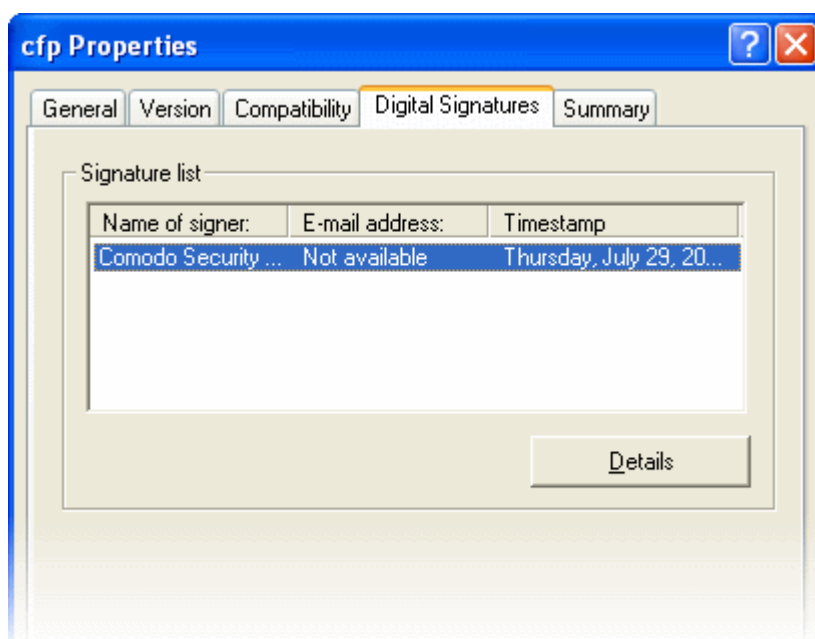 cfp Properties
General Version Compatibility Digital Signatures Summary
Signature list
Name of signer: E-mail address: Timestamp
Comodo Security ... Not available Thursday, July 29, 20...
Details